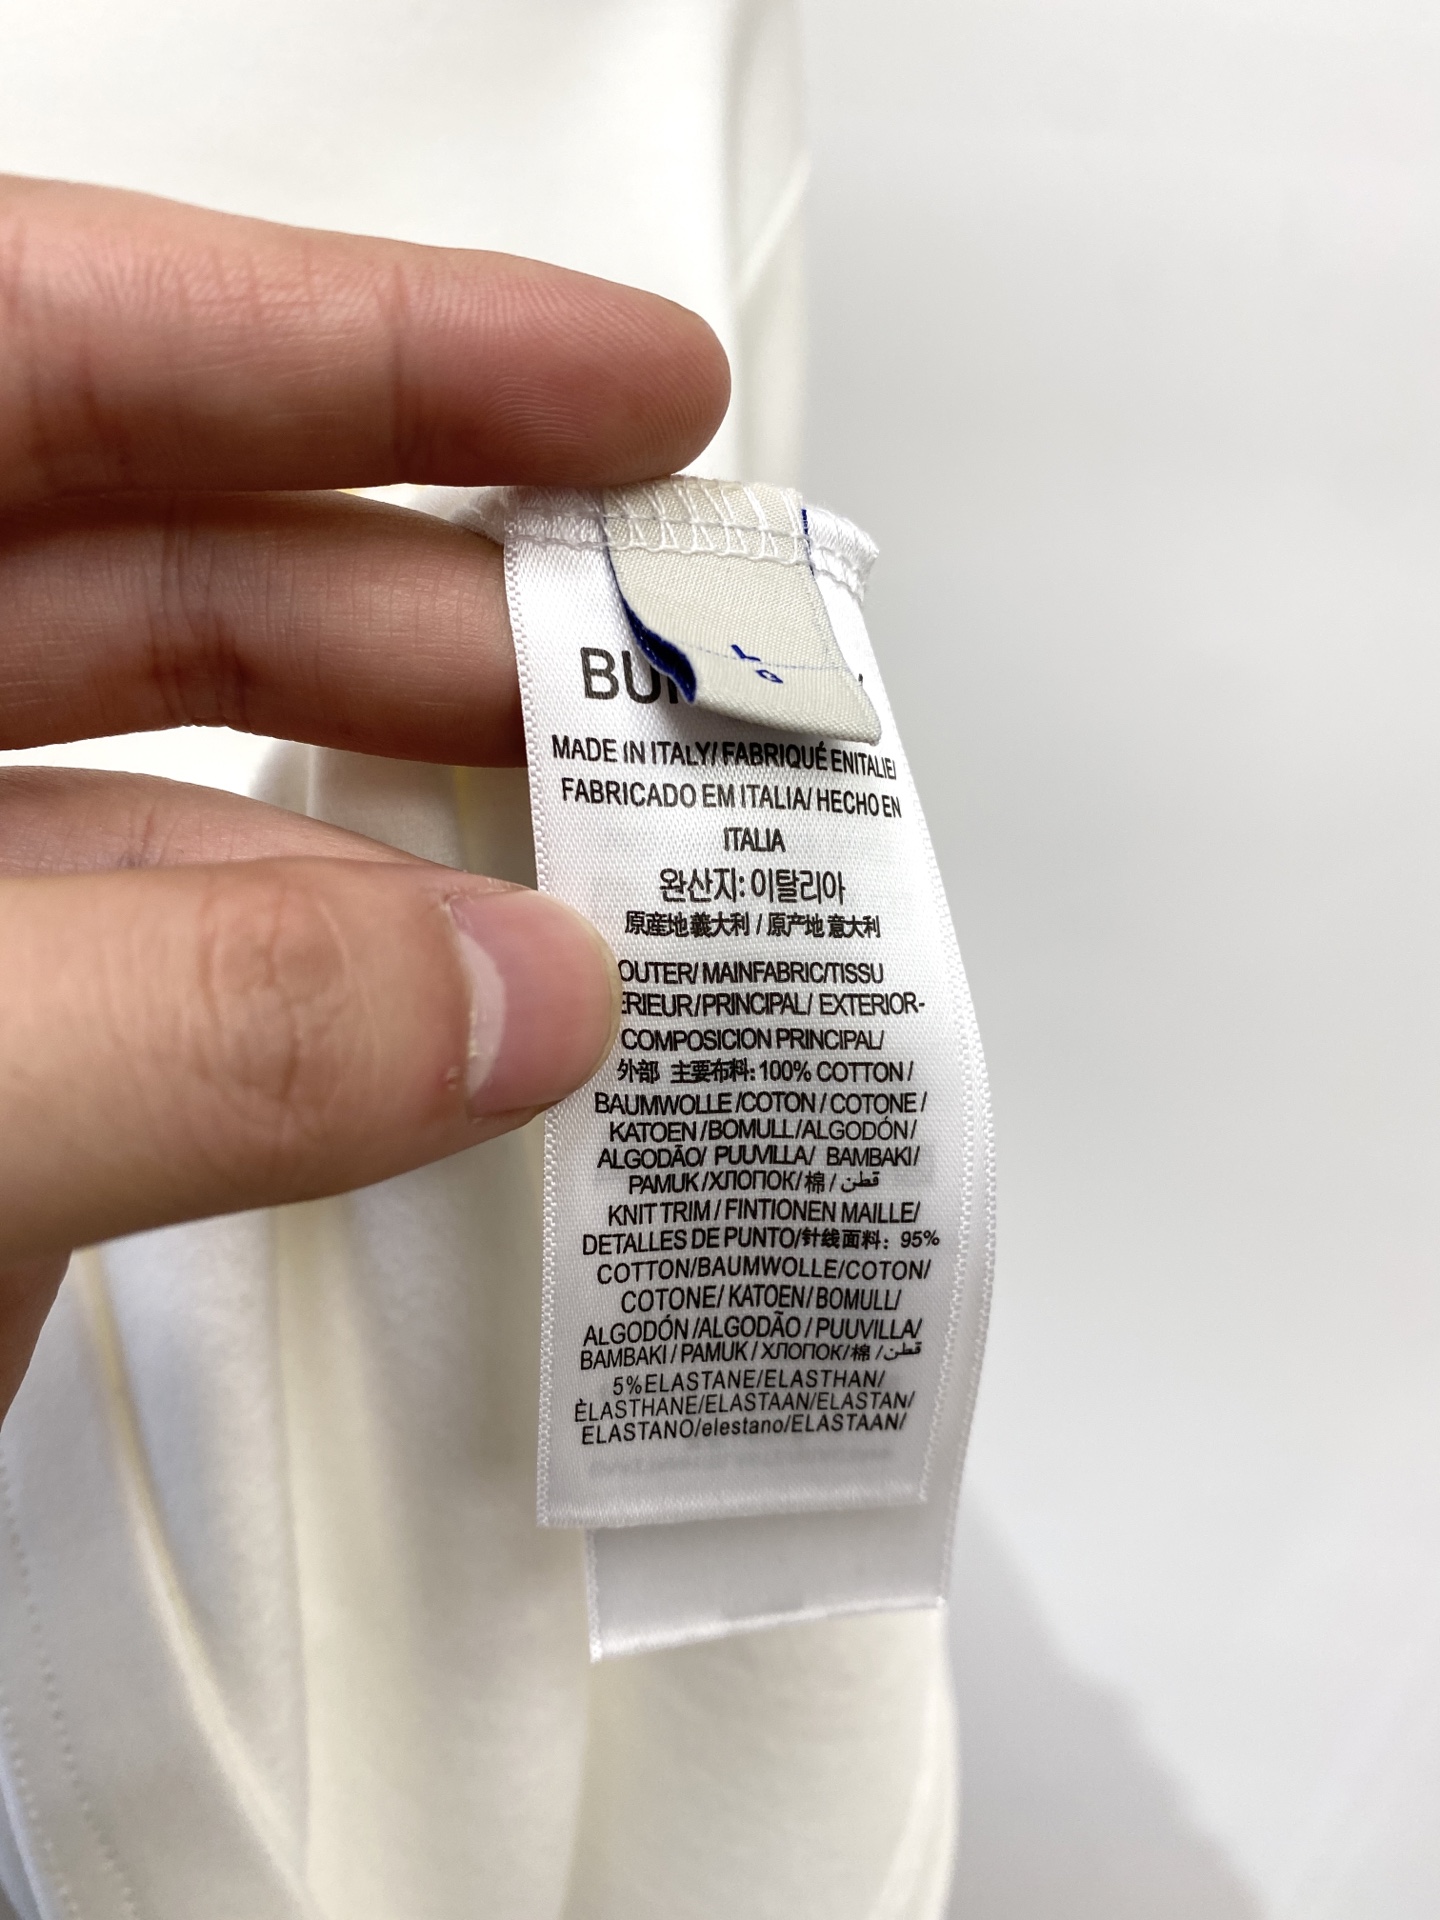 L
G
MADE IN ITALY/ FABRIQUÉ ENITALIE/
FABRICADO EM ITALIA/ HECHO EN
ITALIA
완산지: 이탈리아
原産地義大利 / 原产地 意大利
OUTER/ MAINFABRIC/TISSU
ERIEUR/PRINCIPAL/ EXTERIOR-
COMPOSICION PRINCIPAL/
外部 主要布料: 100% COTTON /
BAUMWOLLE /COTON / COTONE /
KATOEN /BOMULL/ALGODÓN/
ALGODÃO/ PUUVILLA/ BAMBAKI/
PAMUK /ХЛОПОК/ 棉 / قطن
KNIT TRIM / FINTIONEN MAILLE/
DETALLES DE PUNTO/针线面料: 95%
COTTON/BAUMWOLLE/COTON/
COTONE/ KATOEN/BOMULL/
ALGODÓN /ALGODÃO / PUUVILLA/
BAMBAKI / PAMUK / ХЛОПОК/ 棉 / قطن
5%ELASTANE/ELASTHAN/
ÈLASTHANE/ELASTAAN/ELASTAN/
ELASTANO/elestano/ELASTAAN/